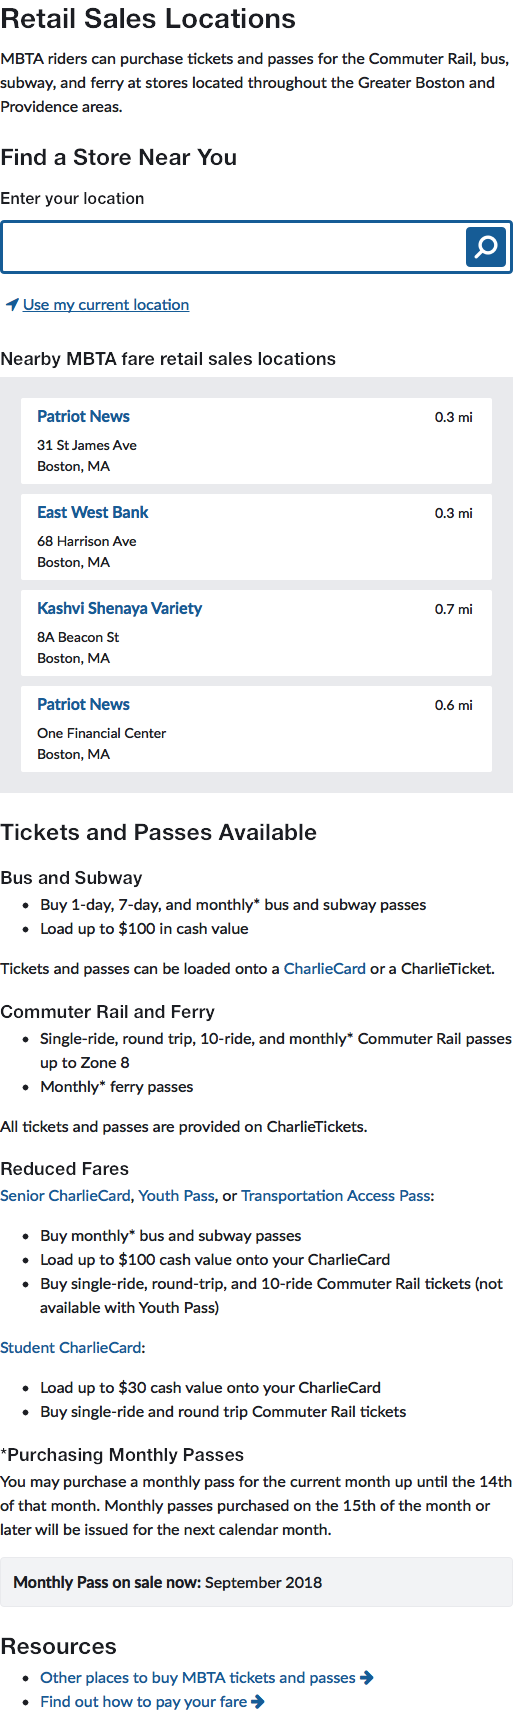 Retail Sales Locations
MBTA riders can purchase tickets and passes for the Commuter Rail, bus,
subway, and ferry at stores located throughout the Greater Boston and
Providence areas.
Find a Store Near You
Enter your location
Use my current location
Nearby MBTA fare retail sales locations
Patriot News 0.3 mi
31 St James Ave
Boston, MA
East West Bank 0.3 mi
68 Harrison Ave
Boston, MA
Kashvi Shenaya Variety 0.7 mi
8A Beacon St
Boston, MA
Patriot News 0.6 mi
One Financial Center
Boston, MA
Tickets and Passes Available
Bus and Subway
• Buy 1-day, 7-day, and monthly* bus and subway passes
• Load up to $100 in cash value
Tickets and passes can be loaded onto a CharlieCard or a CharlieTicket.
Commuter Rail and Ferry
• Single-ride, round trip, 10-ride, and monthly* Commuter Rail passes
up to Zone 8
• Monthly* ferry passes
All tickets and passes are provided on CharlieTickets.
Reduced Fares
Senior CharlieCard, Youth Pass, or Transportation Access Pass:
• Buy monthly* bus and subway passes
• Load up to $100 cash value onto your CharlieCard
• Buy single-ride, round-trip, and 10-ride Commuter Rail tickets (not
available with Youth Pass)
Student CharlieCard:
• Load up to $30 cash value onto your CharlieCard
• Buy single-ride and round trip Commuter Rail tickets
*Purchasing Monthly Passes
You may purchase a monthly pass for the current month up until the 14th
of that month. Monthly passes purchased on the 15th of the month or
later will be issued for the next calendar month.
Monthly Pass on sale now: September 2018
Resources
• Other places to buy MBTA tickets and passes
• Find out how to pay your fare